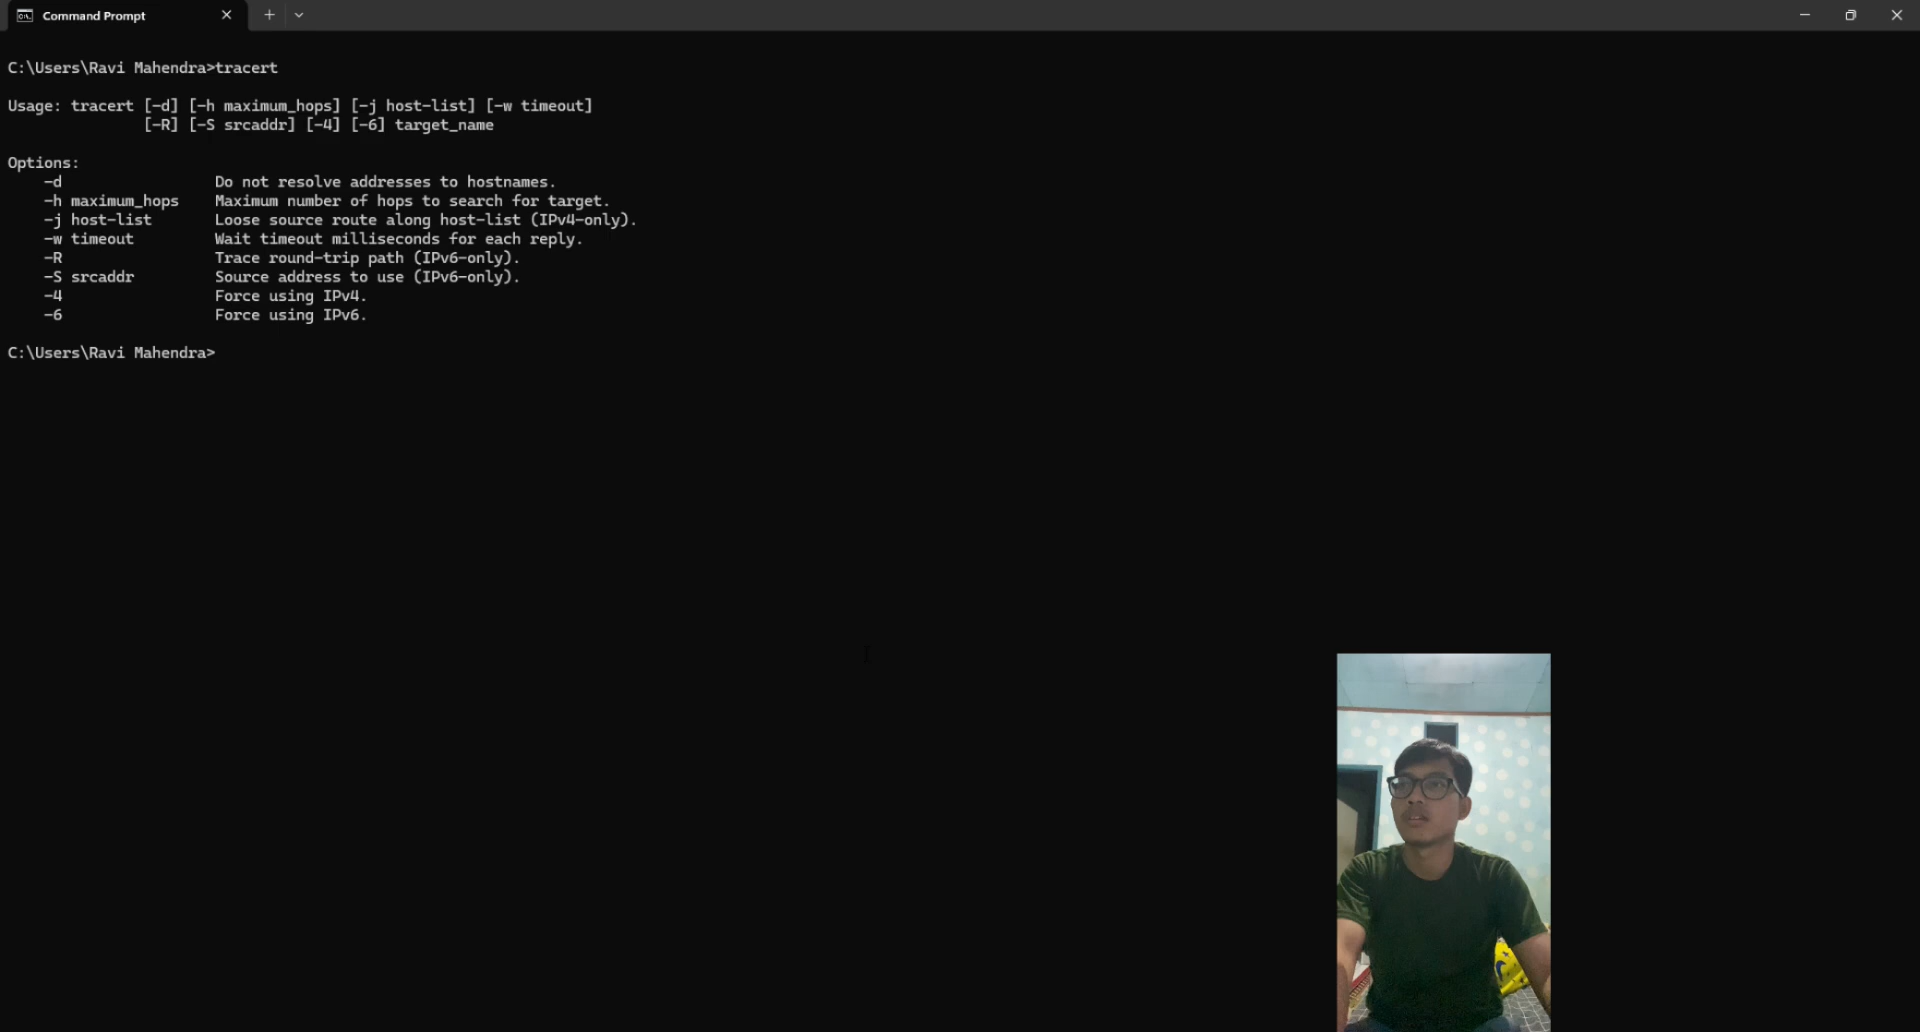 Command Prompt
C:\Users\Ravi Mahendra>tracert
Usage: tracert [-d] [-h maximum_hops] [-j host-list] [-w timeout]
               [-R] [-S srcaddr] [-4] [-6] target_name
Options:
    -d                 Do not resolve addresses to hostnames.
    -h maximum_hops    Maximum number of hops to search for target.
    -j host-list       Loose source route along host-list (IPv4-only).
    -w timeout         Wait timeout milliseconds for each reply.
    -R                 Trace round-trip path (IPv6-only).
    -S srcaddr         Source address to use (IPv6-only).
    -4                 Force using IPv4.
    -6                 Force using IPv6.
C:\Users\Ravi Mahendra>